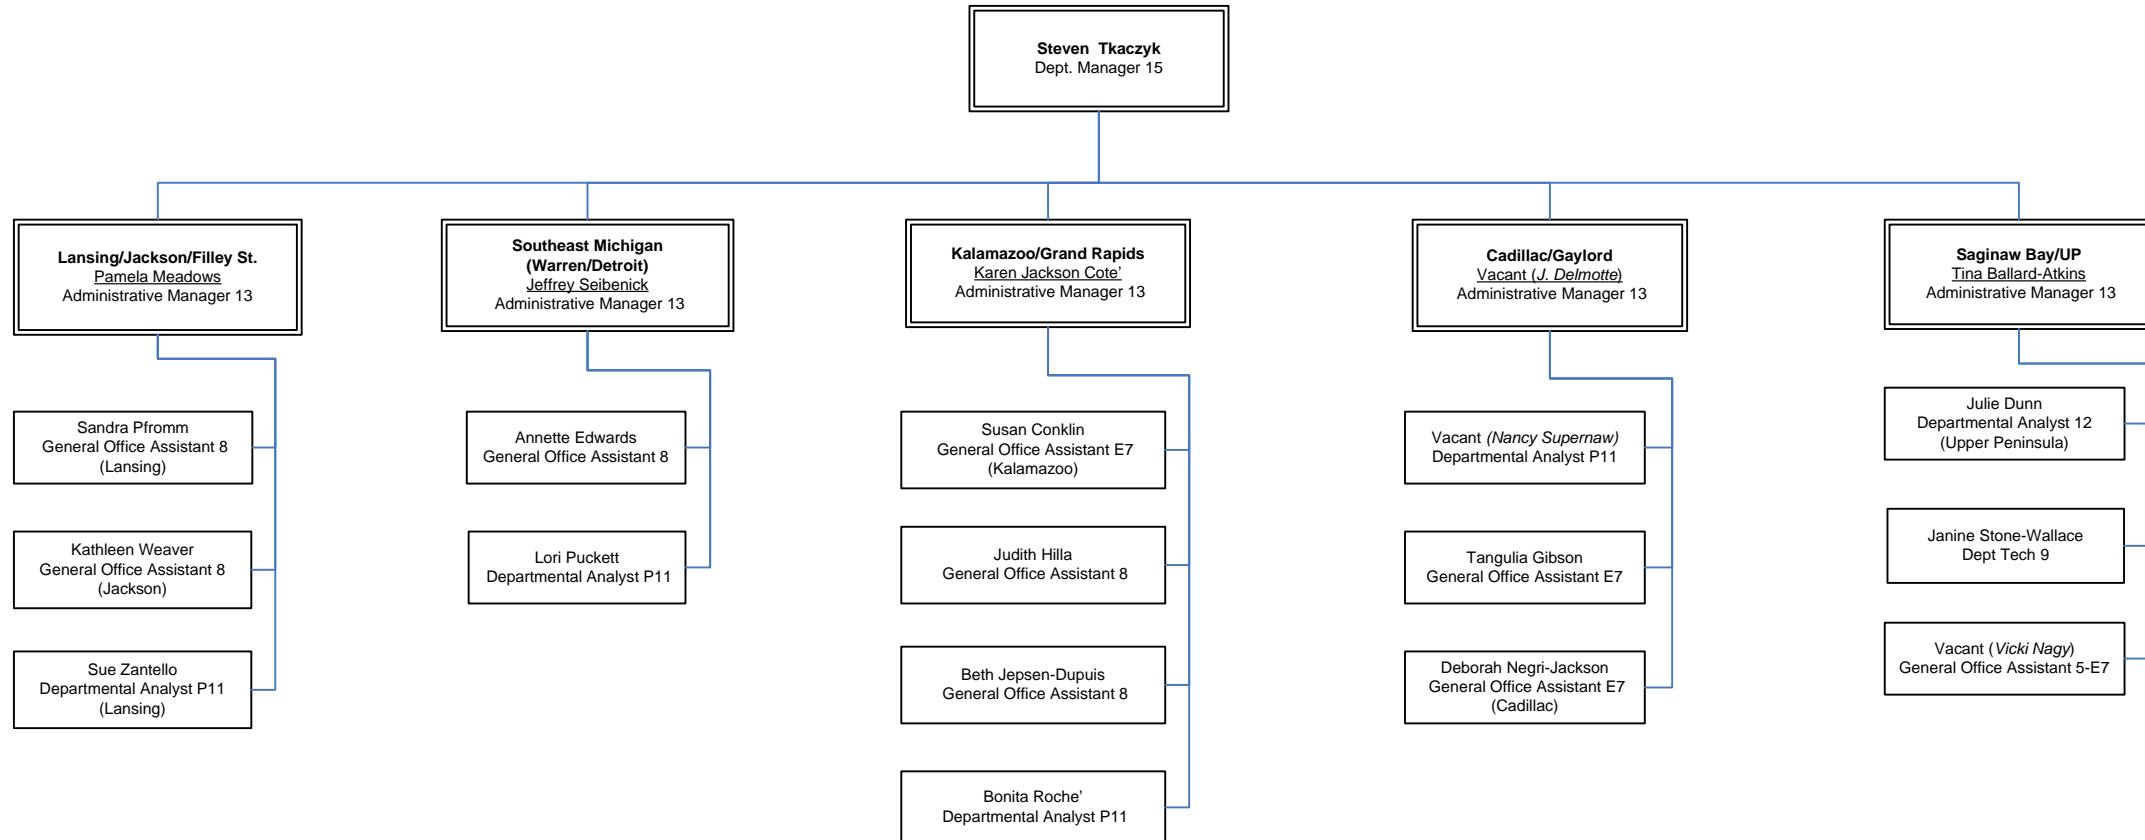 Steven  Tkaczyk
Dept. Manager 15
Lansing/Jackson/Filley St.
Pamela Meadows
Administrative Manager 13
Southeast Michigan
(Warren/Detroit)
Jeffrey Seibenick
Administrative Manager 13
Kalamazoo/Grand Rapids
Karen Jackson Cote'
Administrative Manager 13
Cadillac/Gaylord
Vacant (J. Delmotte)
Administrative Manager 13
Saginaw Bay/UP
Tina Ballard-Atkins
Administrative Manager 13
Sandra Pfromm
General Office Assistant 8
(Lansing)
Kathleen Weaver
General Office Assistant 8
(Jackson)
Sue Zantello
Departmental Analyst P11
(Lansing)
Annette Edwards
General Office Assistant 8
Lori Puckett
Departmental Analyst P11
Susan Conklin
General Office Assistant E7
(Kalamazoo)
Judith Hilla
General Office Assistant 8
Beth Jepsen-Dupuis
General Office Assistant 8
Bonita Roche’
Departmental Analyst P11
Vacant (Nancy Supernaw)
Departmental Analyst P11
Tangulia Gibson
General Office Assistant E7
Deborah Negri-Jackson
General Office Assistant E7
(Cadillac)
Julie Dunn
Departmental Analyst 12
(Upper Peninsula)
Janine Stone-Wallace
Dept Tech 9
Vacant (Vicki Nagy)
General Office Assistant 5-E7